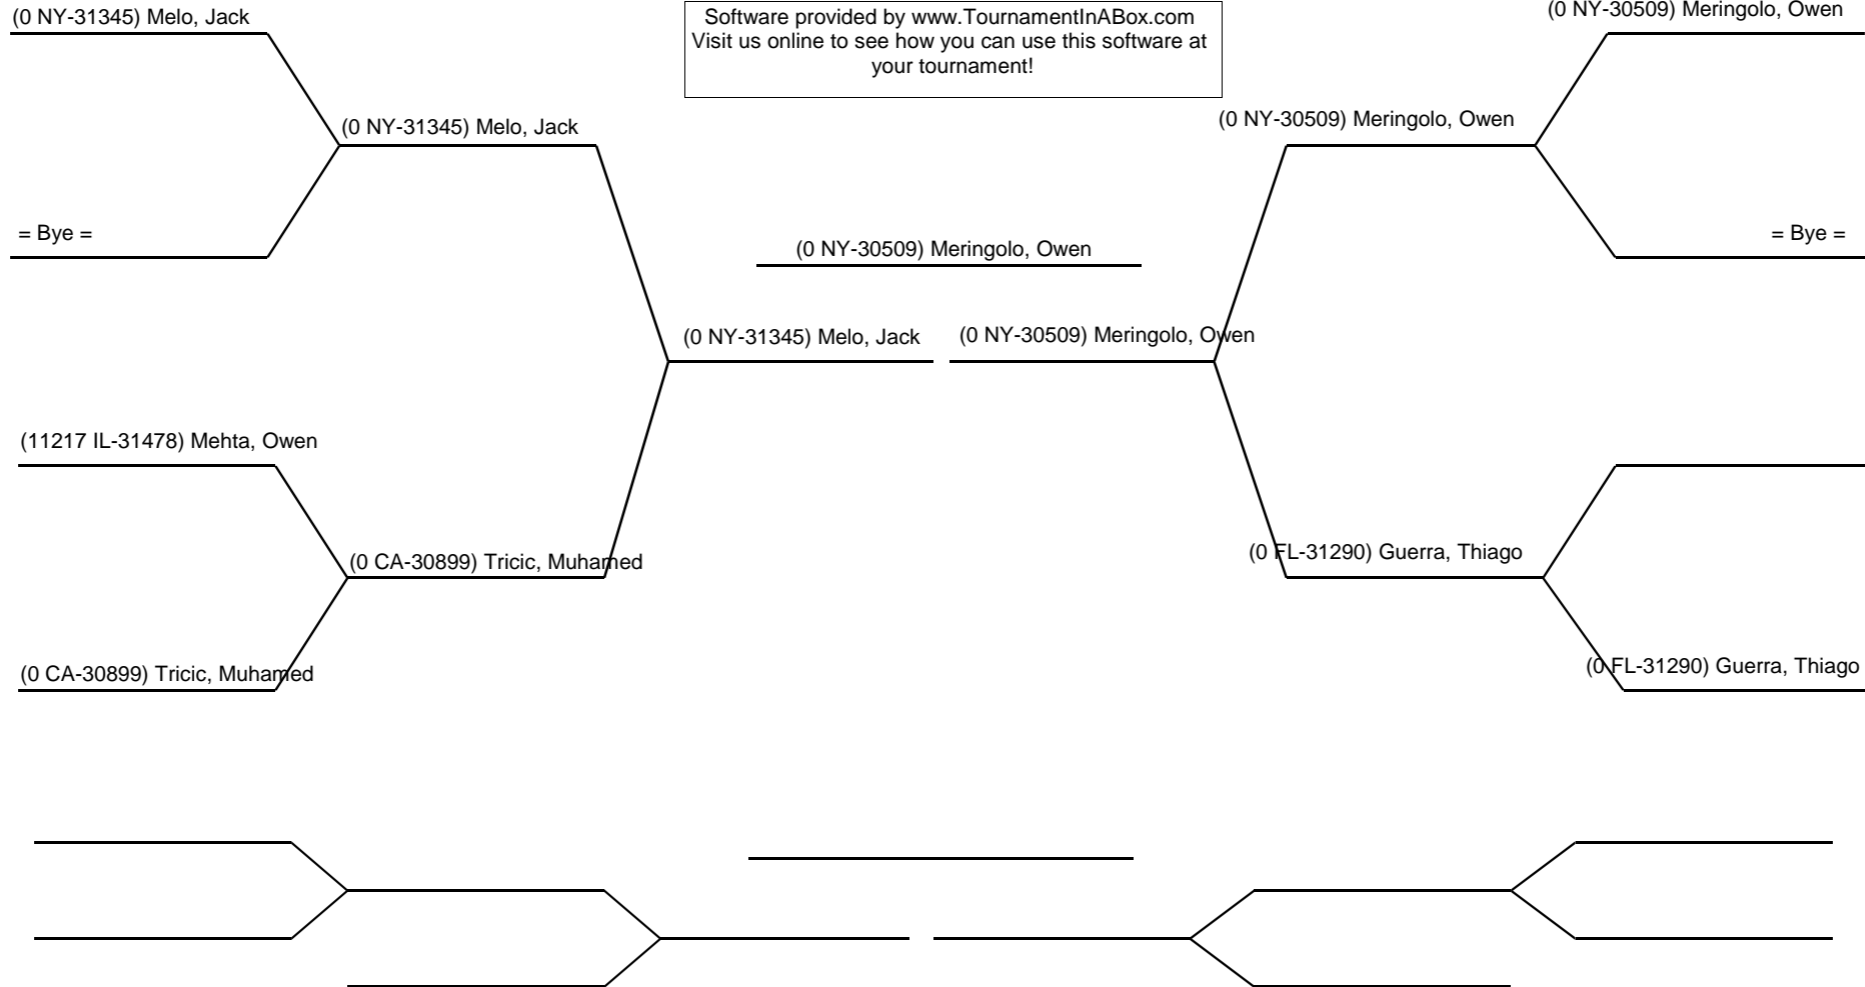 (0 NY-31345) Melo, Jack
Software provided by www.TournamentInABox.com
Visit us online to see how you can use this software at
your tournament!
(0 NY-30509) Meringolo, Owen
(0 NY-31345) Melo, Jack
(0 NY-30509) Meringolo, Owen
= Bye =
(0 NY-30509) Meringolo, Owen
= Bye =
(0 NY-31345) Melo, Jack
(0 NY-30509) Meringolo, Owen
(11217 IL-31478) Mehta, Owen
(0 CA-30899) Tricic, Muhamed
(0 FL-31290) Guerra, Thiago
(0 CA-30899) Tricic, Muhamed
(0 FL-31290) Guerra, Thiago